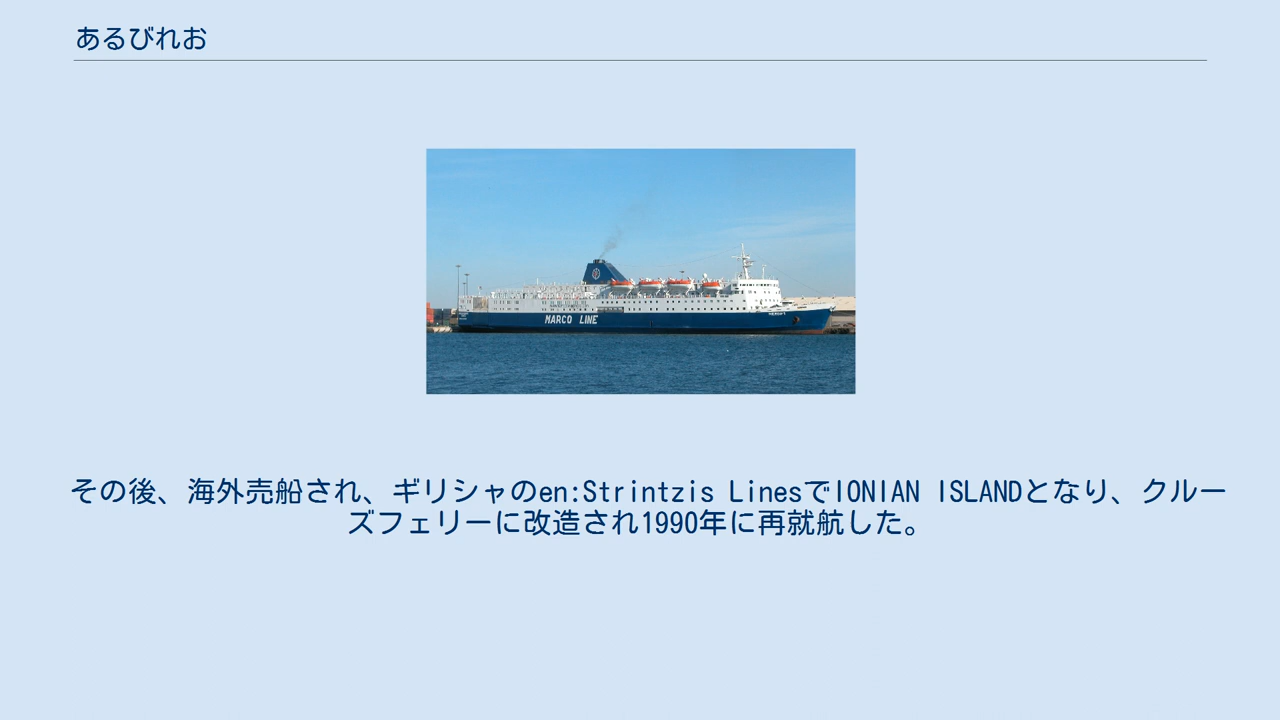 あるびれお
MARCO LINE
その後、海外売船され、ギリシャのen:Strintzis LinesでIONIAN ISLANDとなり、クルー
ズフェリーに改造され1990年に再就航した。